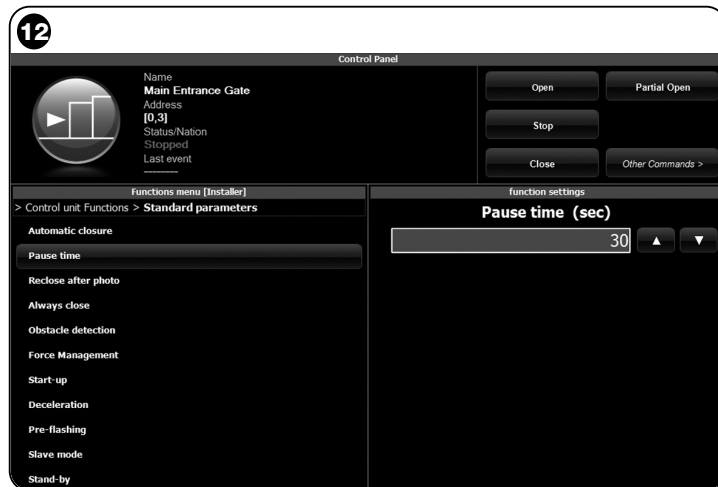 12
Control Panel
Name
Main Entrance Gate
Address
[0,3]
Status/Nation
Stopped
Last event
--------
Open
Partial Open
Stop
Close
Other Commands >
Functions menu [Installer]
> Control unit Functions > Standard parameters
Automatic closure
Pause time
Reclose after photo
Always close
Obstacle detection
Force Management
Start-up
Deceleration
Pre-flashing
Slave mode
Stand-by
function settings
Pause time (sec)
30